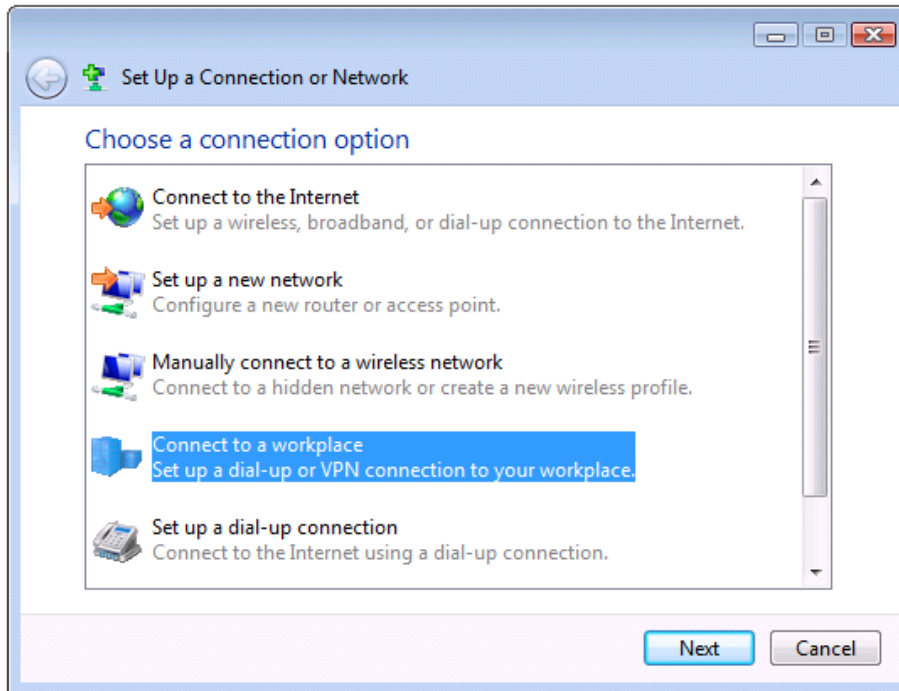 Set Up a Connection or Network
Choose a connection option
Connect to the Internet
Set up a wireless, broadband, or dial-up connection to the Internet.
Set up a new network
Configure a new router or access point.
Manually connect to a wireless network
Connect to a hidden network or create a new wireless profile.
Connect to a workplace
Set up a dial-up or VPN connection to your workplace.
Set up a dial-up connection
Connect to the Internet using a dial-up connection.
Next Cancel